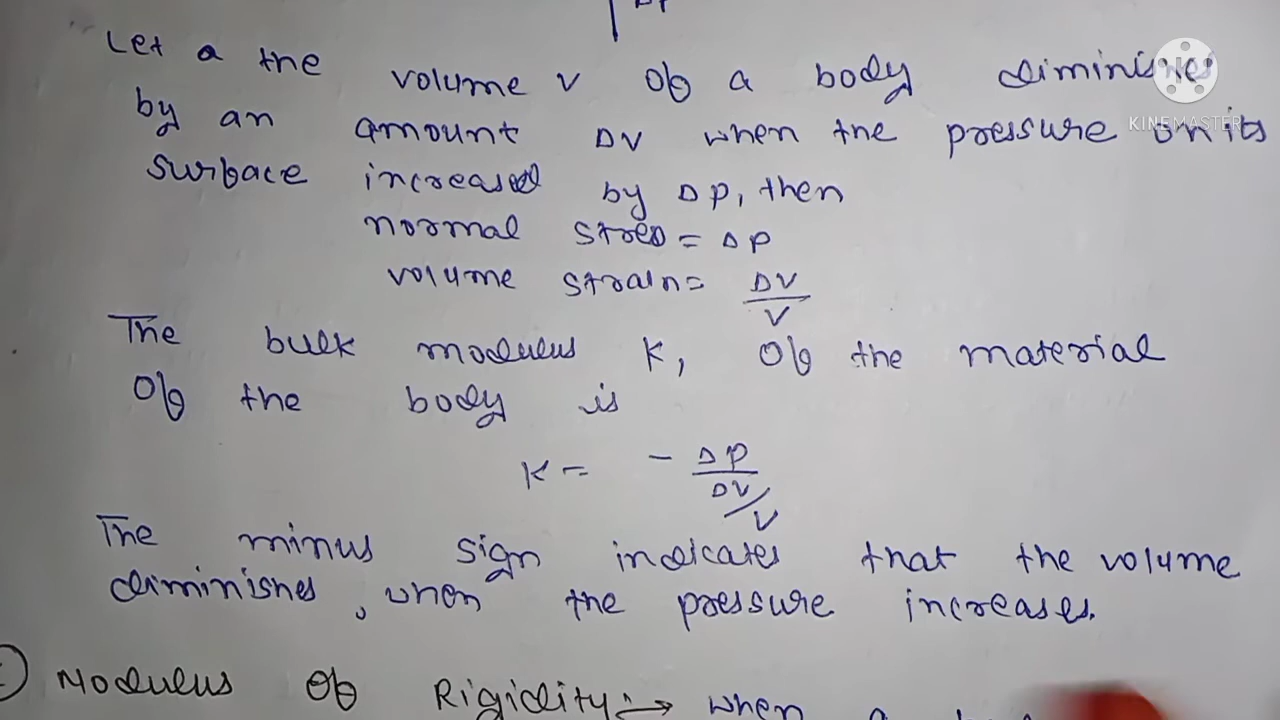 ΔP
Let a the volume V of a body diminishes
by an amount ΔV when the pressure on its
surface increased by ΔP, then
normal stress = ΔP
volume strain = ΔV/V
The bulk modulus K, of the material
of the body is
K = - ΔP/ΔV/V
The minus sign indicates that the volume
diminishes, when the pressure increases.
Modulus of Rigidity :→ when a
KINEMASTER